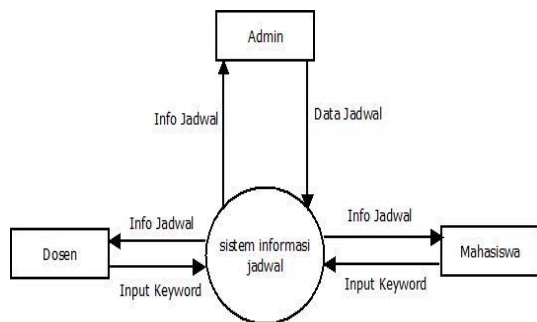 Admin
Info Jadwal
Data Jadwal
Info Jadwal
Info Jadwal
sistem informasi
jadwal
Dosen
Mahasiswa
Input Keyword
Input Keyword